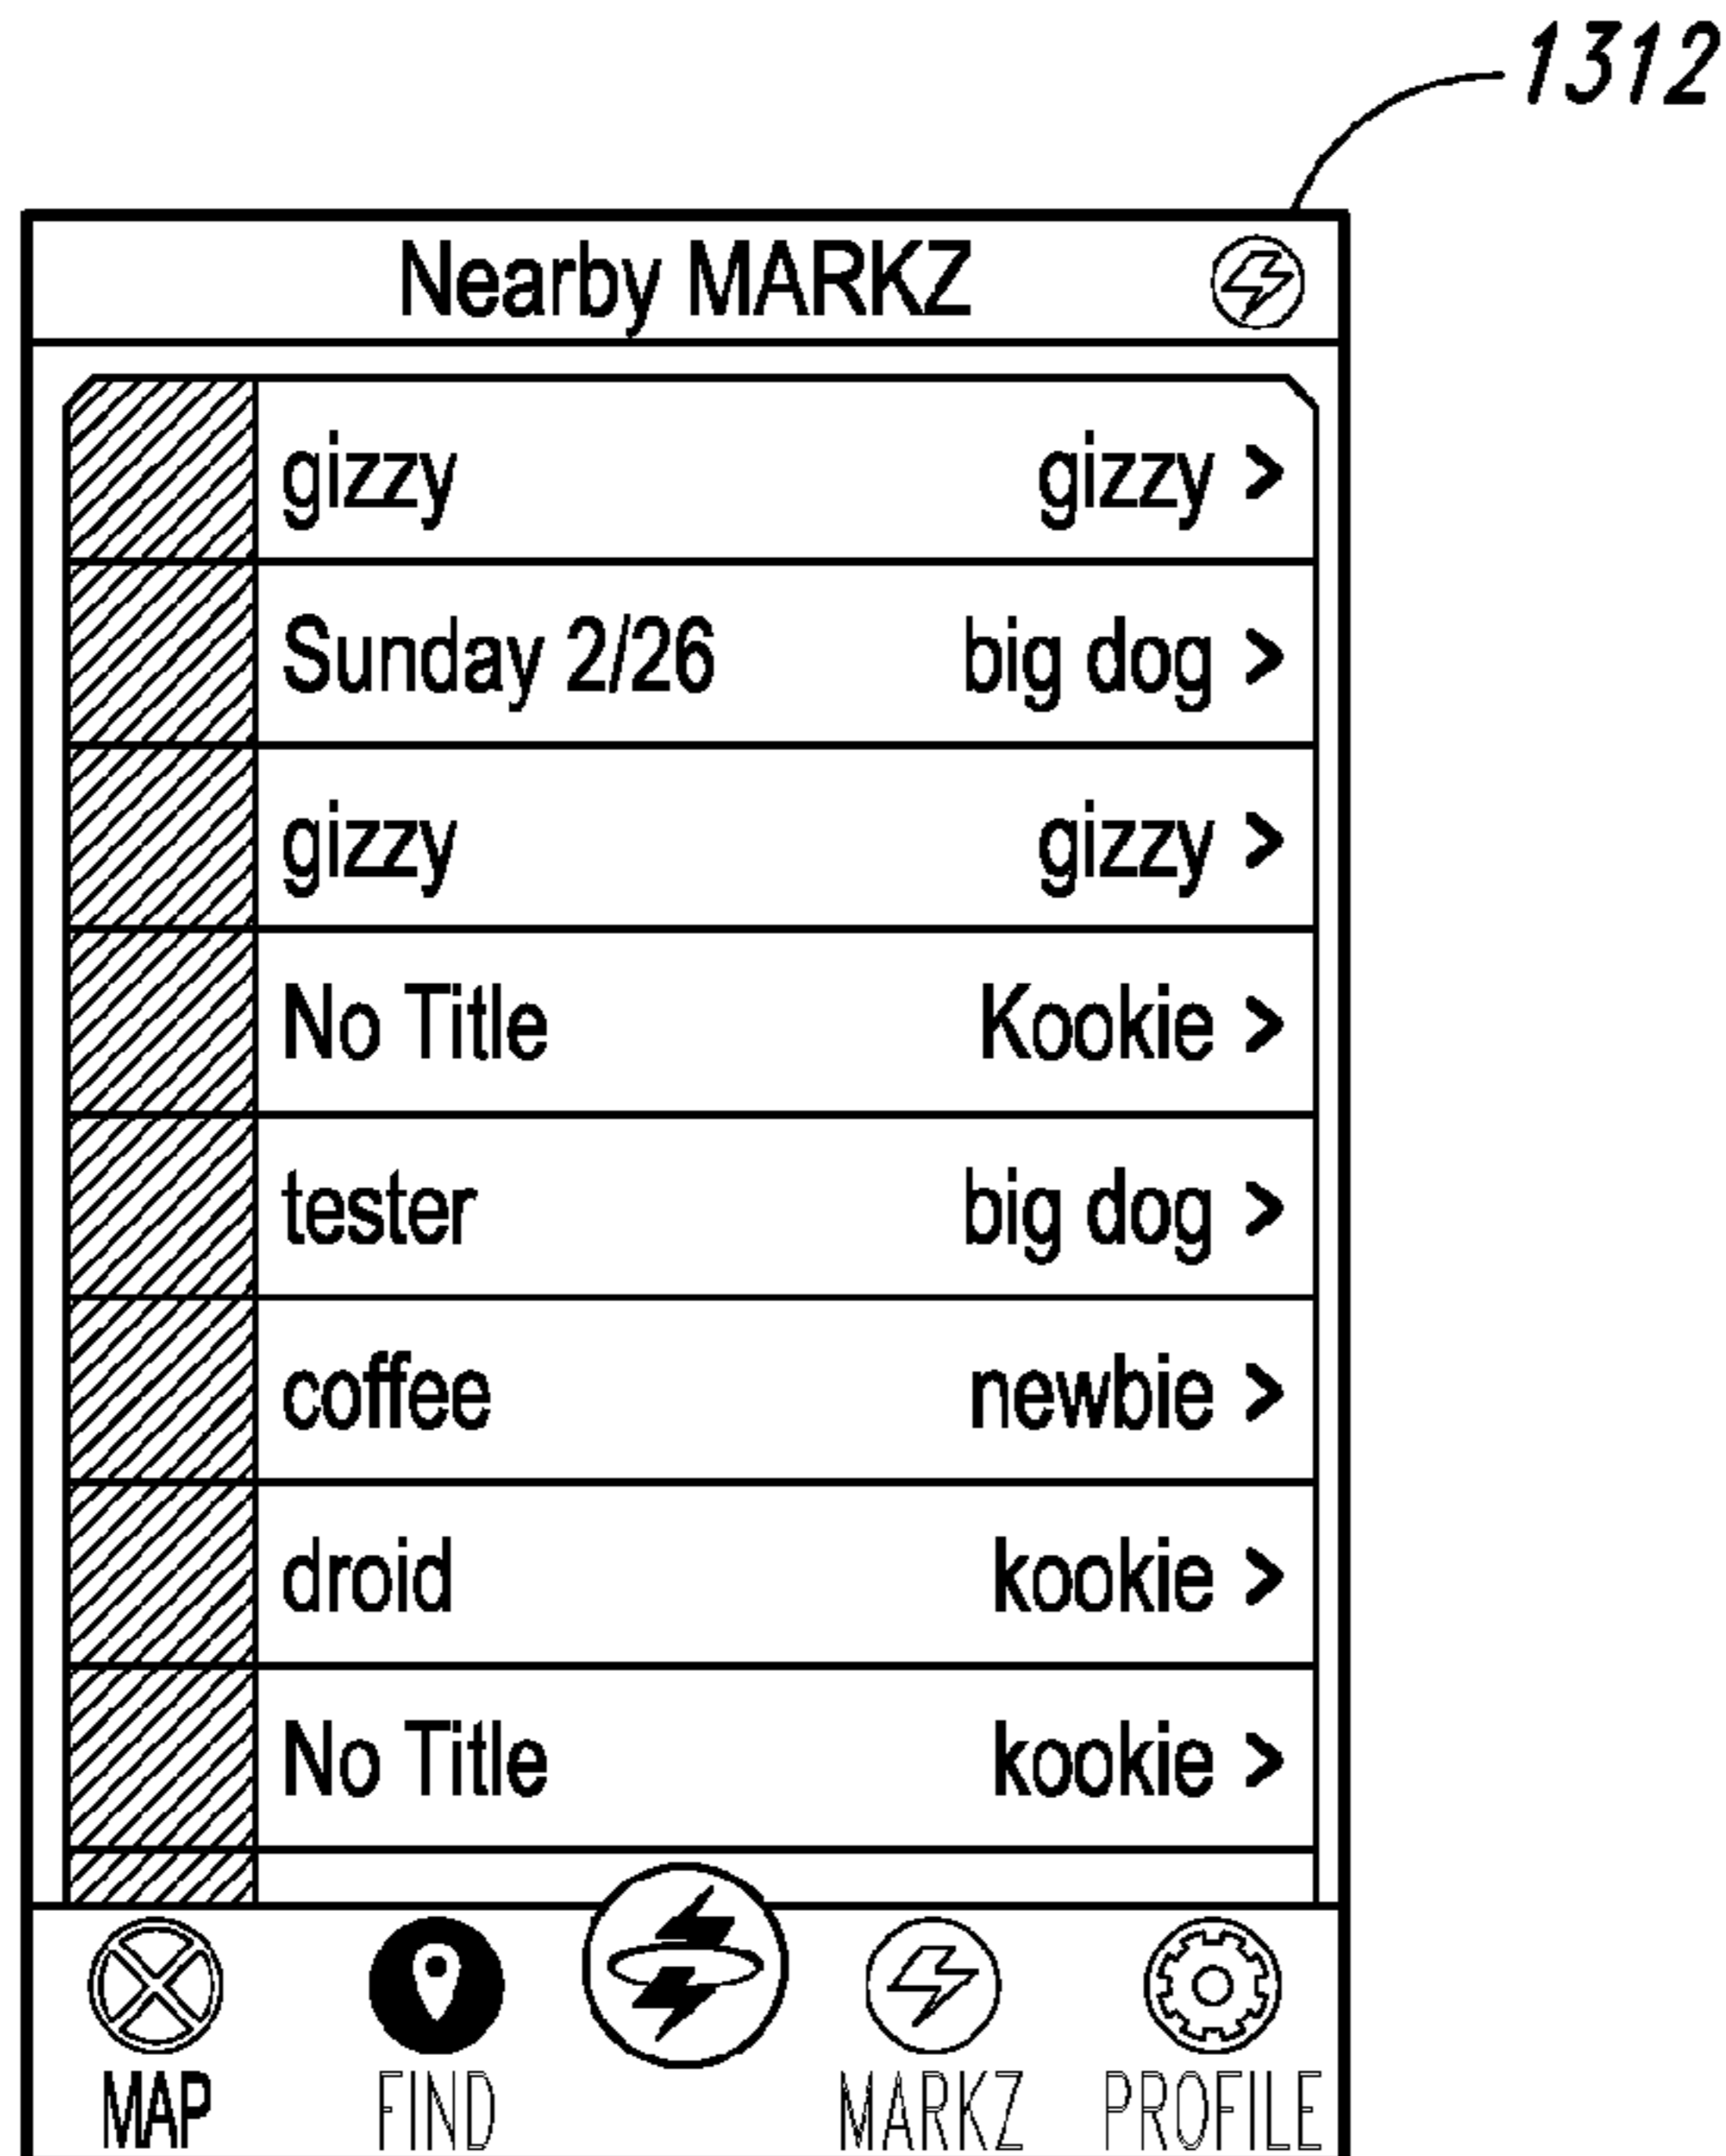 1312
Nearby MARKZ
gizzy gizzy >
Sunday 2/26 big dog >
gizzy gizzy >
No Title Kookie >
tester big dog >
coffee newbie >
droid kookie >
No Title kookie >
MAP FIND MARKZ PROFILE